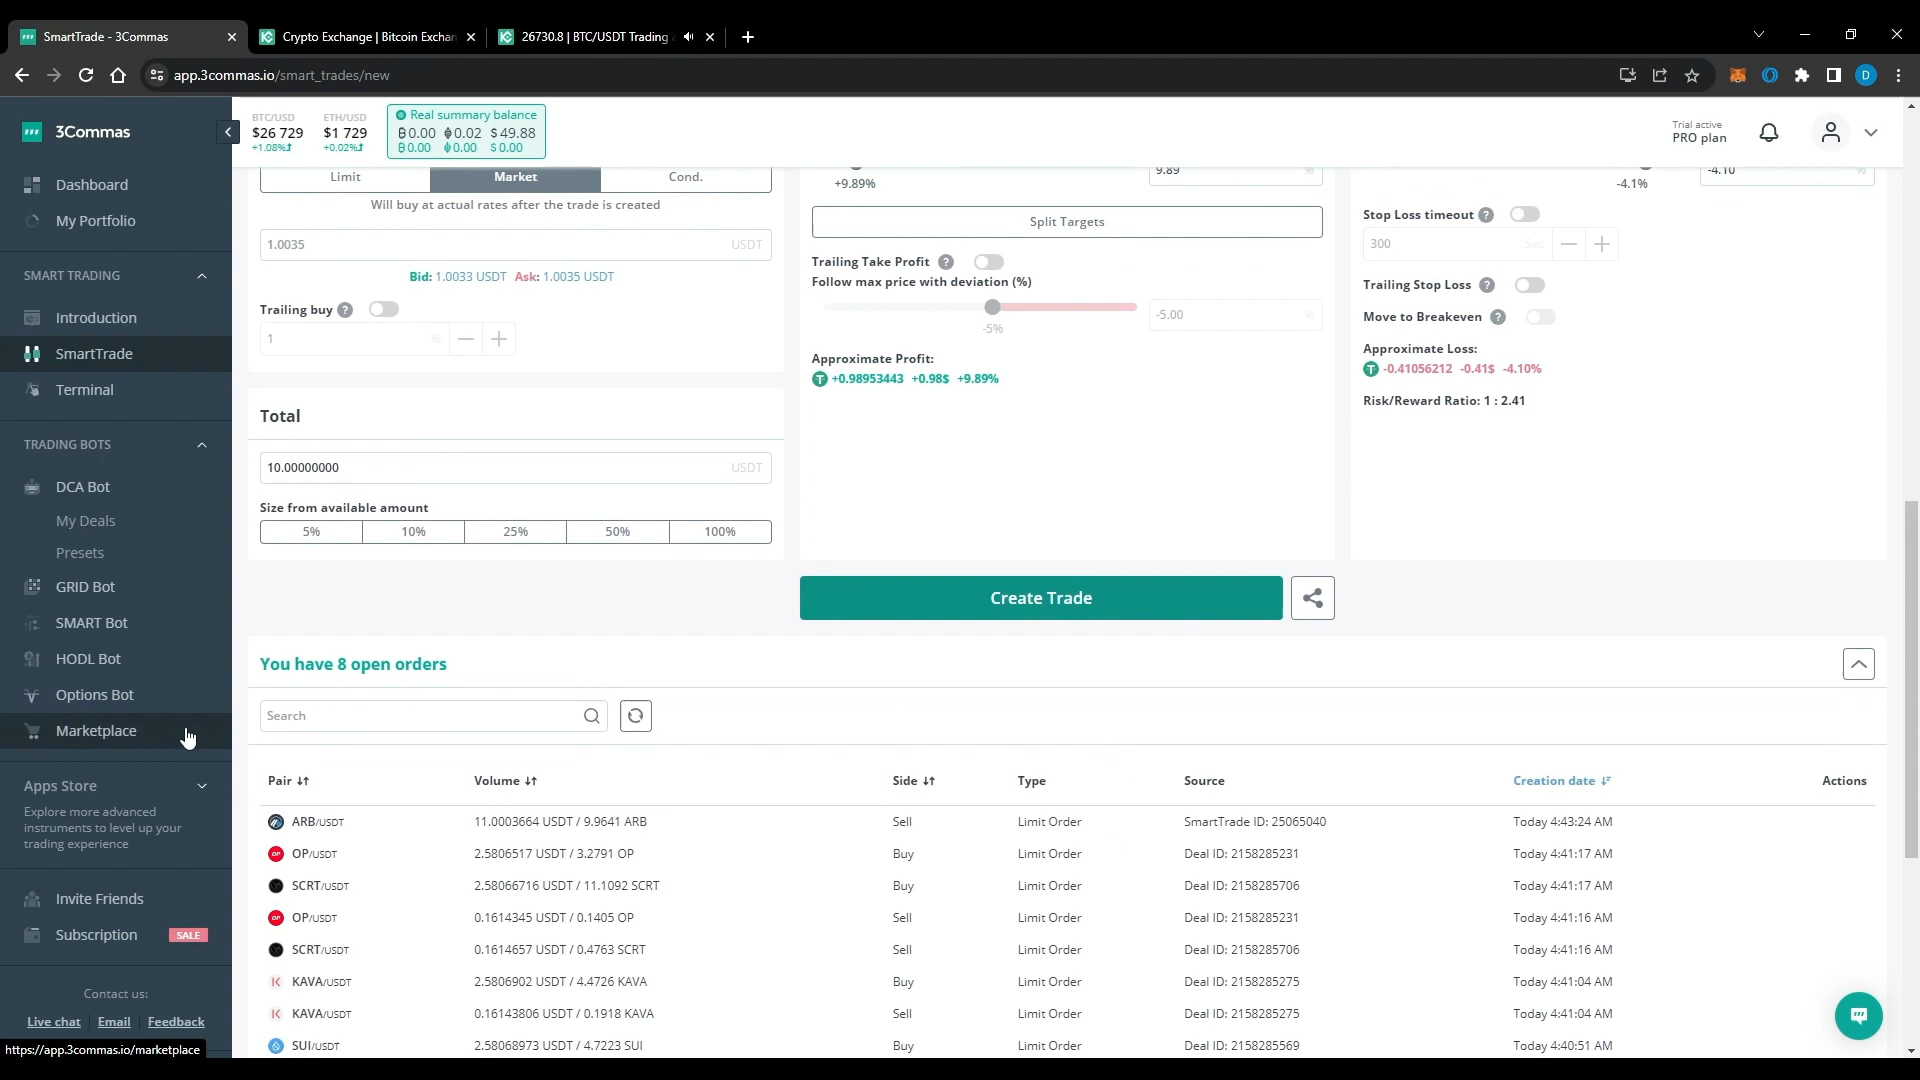 SmartTrade - 3Commas
Crypto Exchange | Bitcoin Exchan
26730.8 | BTC/USDT Trading
app.3commas.io/smart_trades/new
D
3Commas
BTC/USD
$26 729
+1.08%
ETH/USD
$1 729
+0.02%
Real summary balance
0.00 0.02 $ 49.88
0.00 0.00 $ 0.00
Trial active
PRO plan
Dashboard
My Portfolio
SMART TRADING
Introduction
SmartTrade
Terminal
TRADING BOTS
DCA Bot
My Deals
Presets
GRID Bot
SMART Bot
HODL Bot
Options Bot
Marketplace
Apps Store
Explore more advanced
instruments to level up your
trading experience
Invite Friends
Subscription SALE
Contact us:
Live chat Email Feedback
https://app.3commas.io/marketplace
Limit Market Cond.
Will buy at actual rates after the trade is created
1.0035 USDT
Bid: 1.0033 USDT Ask: 1.0035 USDT
Trailing buy ?
1 %
Total
10.00000000 USDT
Size from available amount
5% 10% 25% 50% 100%
+9.89%
9.89 %
Split Targets
Trailing Take Profit ?
Follow max price with deviation (%)
-5.00 %
-5%
Approximate Profit:
+0.98953443 +0.98$ +9.89%
-4.1%
-4.10 %
Stop Loss timeout ?
300 Sec
Trailing Stop Loss ?
Move to Breakeven ?
Approximate Loss:
-0.41056212 -0.41$ -4.10%
Risk/Reward Ratio: 1 : 2.41
Create Trade
You have 8 open orders
Search
Pair Volume Side Type Source Creation date Actions
ARB/USDT 11.0003664 USDT / 9.9641 ARB Sell Limit Order SmartTrade ID: 25065040 Today 4:43:24 AM
OP/USDT 2.5806517 USDT / 3.2791 OP Buy Limit Order Deal ID: 2158285231 Today 4:41:17 AM
SCRT/USDT 2.58066716 USDT / 11.1092 SCRT Buy Limit Order Deal ID: 2158285706 Today 4:41:17 AM
OP/USDT 0.1614345 USDT / 0.1405 OP Sell Limit Order Deal ID: 2158285231 Today 4:41:16 AM
SCRT/USDT 0.1614657 USDT / 0.4763 SCRT Sell Limit Order Deal ID: 2158285706 Today 4:41:16 AM
KAVA/USDT 2.5806902 USDT / 4.4726 KAVA Buy Limit Order Deal ID: 2158285275 Today 4:41:04 AM
KAVA/USDT 0.16143806 USDT / 0.1918 KAVA Sell Limit Order Deal ID: 2158285275 Today 4:41:04 AM
SUI/USDT 2.58068973 USDT / 4.7223 SUI Buy Limit Order Deal ID: 2158285569 Today 4:40:51 AM